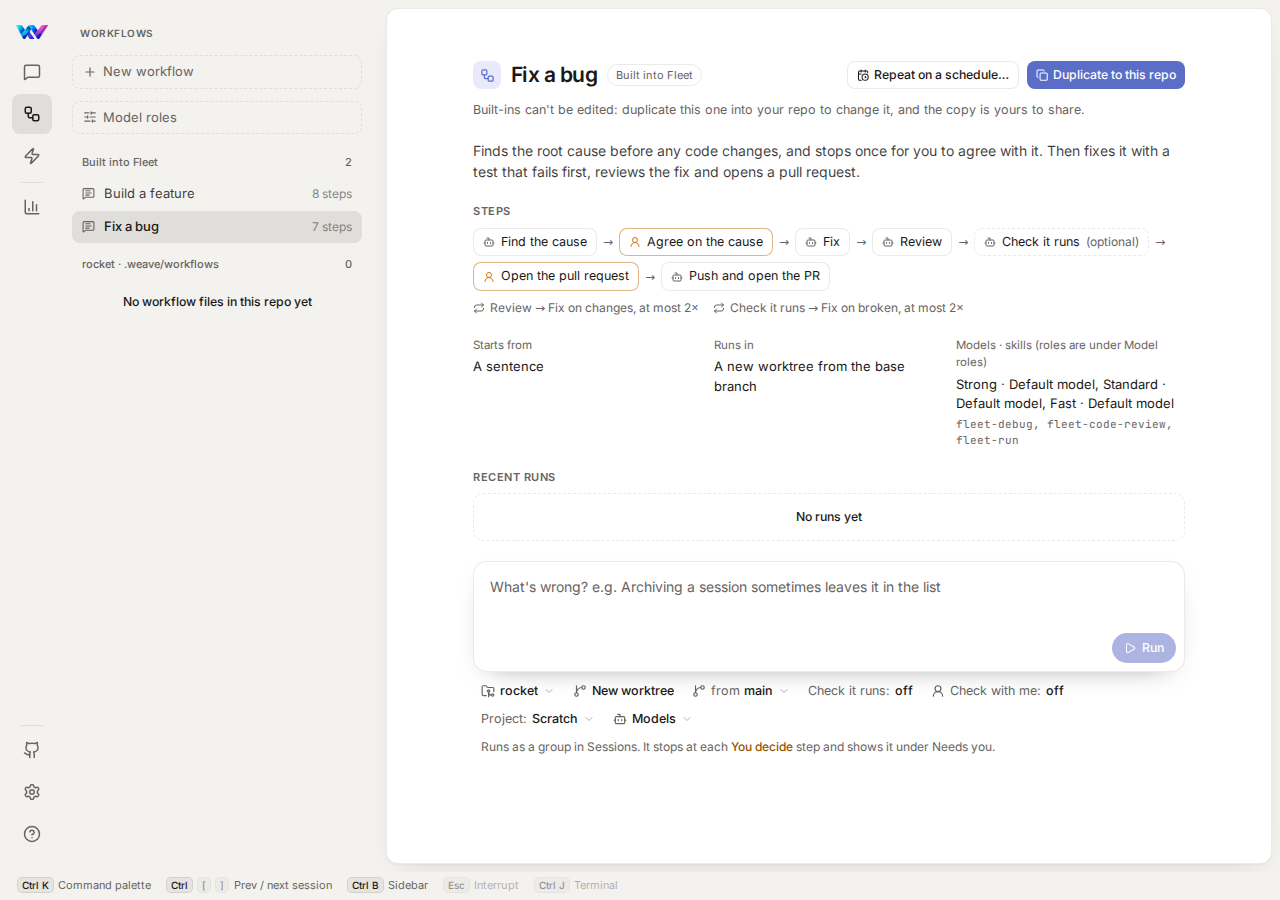 WORKFLOWS
New workflow
Model roles
Built into Fleet 2
Build a feature 8 steps
Fix a bug 7 steps
rocket · .weave/workflows 0
No workflow files in this repo yet
Fix a bug Built into Fleet Repeat on a schedule... Duplicate to this repo
Built-ins can't be edited: duplicate this one into your repo to change it, and the copy is yours to share.
Finds the root cause before any code changes, and stops once for you to agree with it. Then fixes it with a
test that fails first, reviews the fix and opens a pull request.
STEPS
Find the cause → Agree on the cause → Fix → Review → Check it runs (optional) →
Open the pull request → Push and open the PR
Review → Fix on changes, at most 2× Check it runs → Fix on broken, at most 2×
Starts from
A sentence
Runs in
A new worktree from the base
branch
Models · skills (roles are under Model
roles)
Strong · Default model, Standard ·
Default model, Fast · Default model
fleet-debug, fleet-code-review,
fleet-run
RECENT RUNS
No runs yet
What's wrong? e.g. Archiving a session sometimes leaves it in the list
Run
rocket New worktree from main Check it runs: off Check with me: off
Project: Scratch Models
Runs as a group in Sessions. It stops at each You decide step and shows it under Needs you.
Ctrl K Command palette Ctrl [ ] Prev / next session Ctrl B Sidebar Esc Interrupt Ctrl J Terminal